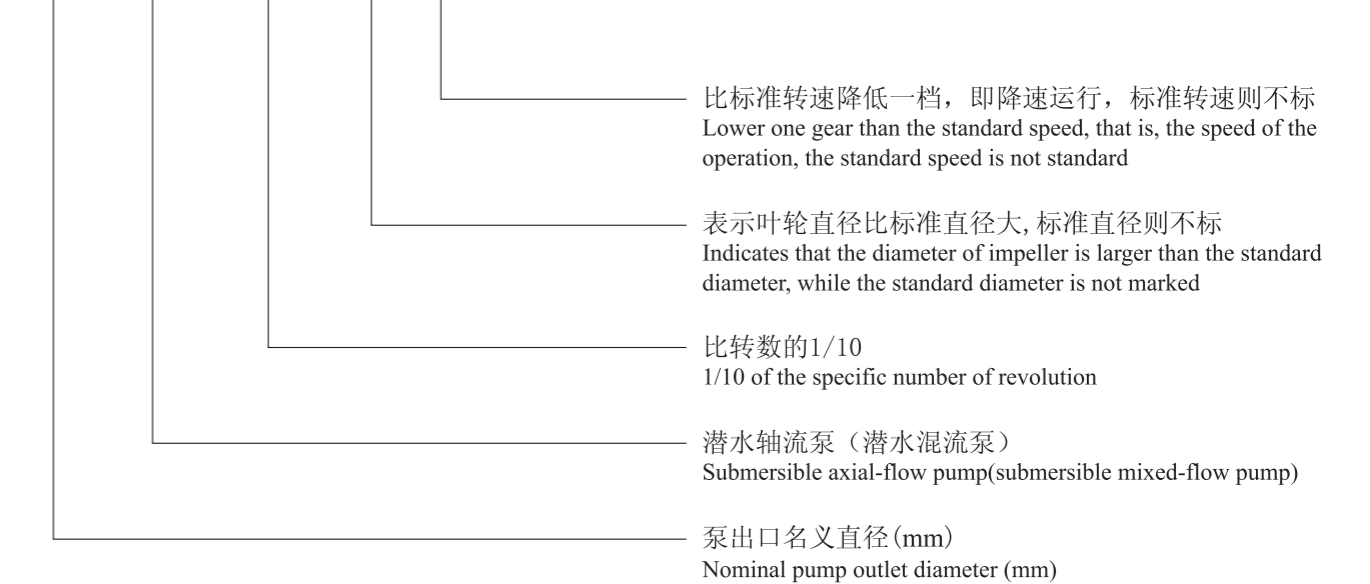 比标准转速降低一档，即降速运行，标准转速则不标
Lower one gear than the standard speed, that is, the speed of the
operation, the standard speed is not standard
表示叶轮直径比标准直径大，标准直径则不标
Indicates that the diameter of impeller is larger than the standard
diameter, while the standard diameter is not marked
比转数的1/10
1/10 of the specific number of revolution
潜水轴流泵（潜水混流泵）
Submersible axial-flow pump(submersible mixed-flow pump)
泵出口名义直径(mm)
Nominal pump outlet diameter (mm)